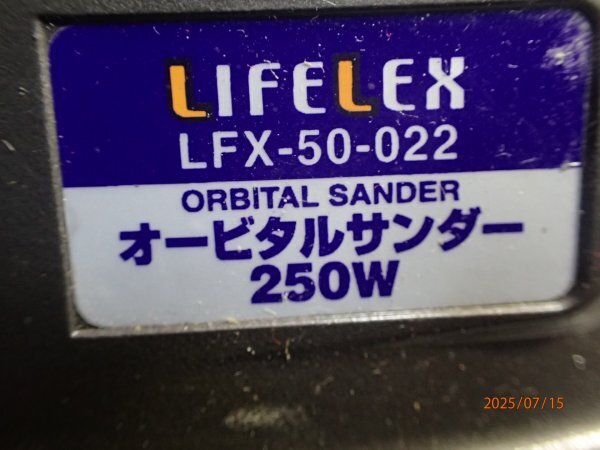 LIFELEX
LFX-50-022
ORBITAL SANDER
オービタルサンダー
250W
2025/07/15